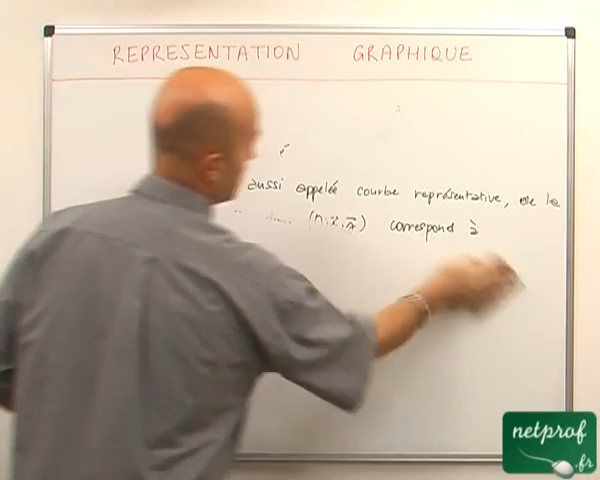 REPRESENTATION GRAPHIQUE
aussi appelée courbe représentative, de la
correspond à
netprof
.fr